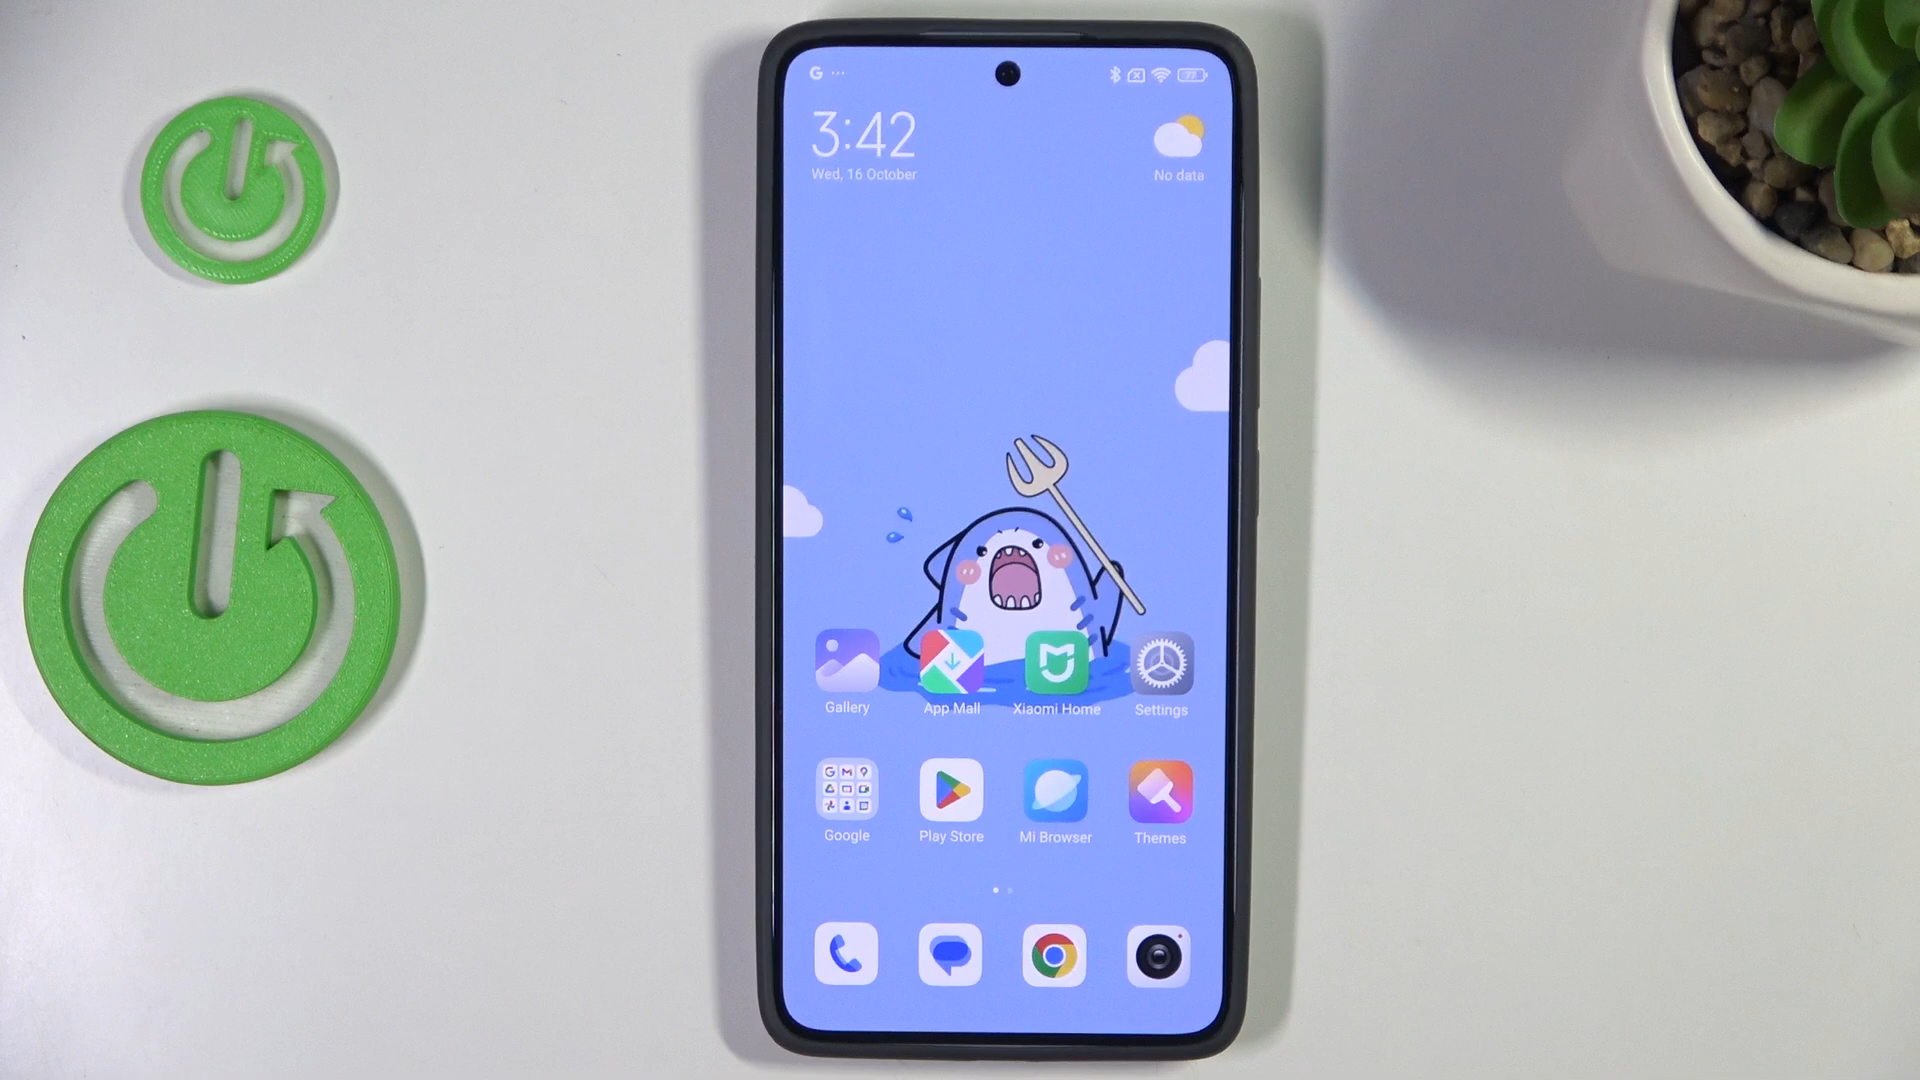 3:42
Wed, 16 October
No data
Gallery
App Mall
Xiaomi Home
Settings
Google
Play Store
Mi Browser
Themes